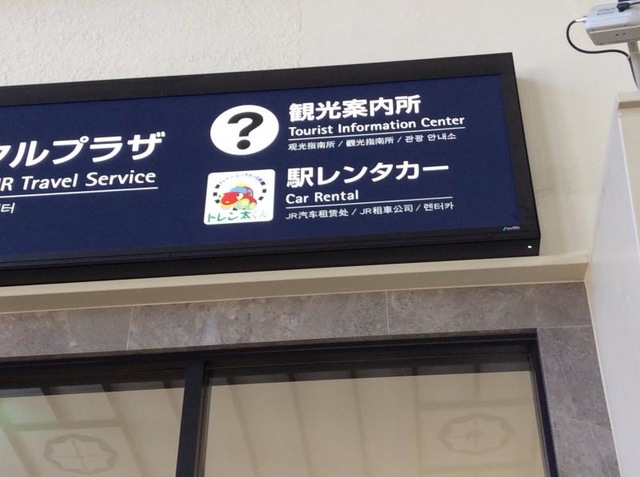 ァルプラザ
R Travel Service
터
?
観光案内所
Tourist Information Center
观光指南所 / 觀光指南所 / 관광 안내소
トレン太くん
駅レンタカー
Car Rental
JR汽车租赁处 / JR租車公司 / 렌터카